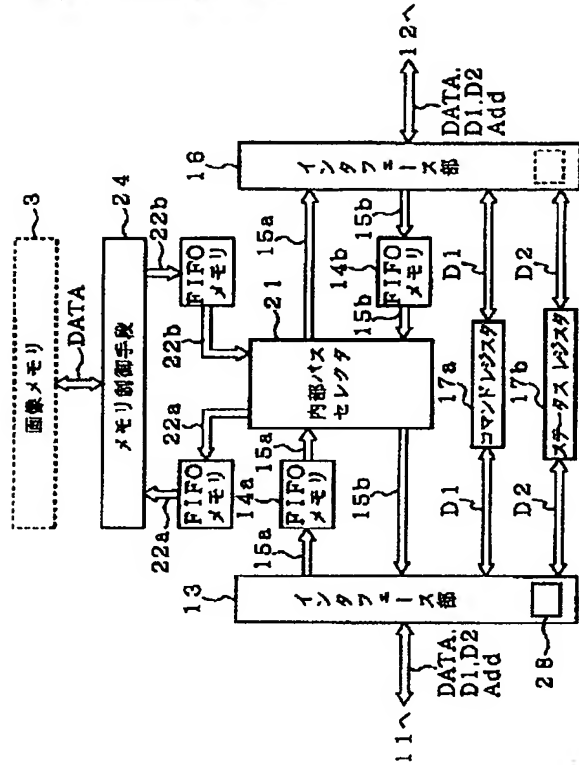 画像メモリ
3
DATA
メモリ制御手段
24
22a
22b
FIFO
メモリ
FIFO
メモリ
22a
22b
14a
15a
FIFO
メモリ
15a
21
内部バス
セレクタ
15a
15b
15b
FIFO
メモリ
14b
15b
13
インタフェース部
28
16
インタフェース部
11へ
DATA.
D1,D2
Add
12へ
DATA.
D1,D2
Add
D1
17a
コマンドレジスタ
D1
D2
17b
ステータスレジスタ
D2